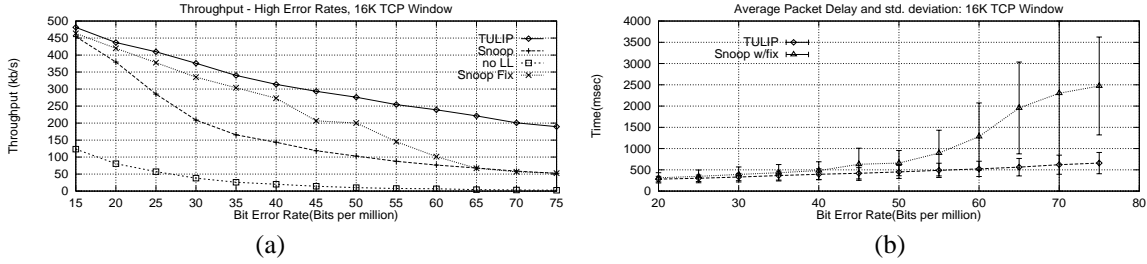 Throughput - High Error Rates, 16K TCP Window
Throughput (kb/s)
500
450
400
350
300
250
200
150
100
50
0
15 20 25 30 35 40 45 50 55 60 65 70 75
Bit Error Rate(Bits per million)
TULIP
Snoop
no LL
Snoop Fix
(a)
Average Packet Delay and std. deviation: 16K TCP Window
Time(msec)
4000
3500
3000
2500
2000
1500
1000
500
0
20 30 40 50 60 70 80
Bit Error Rate(Bits per million)
TULIP
Snoop w/fix
(b)